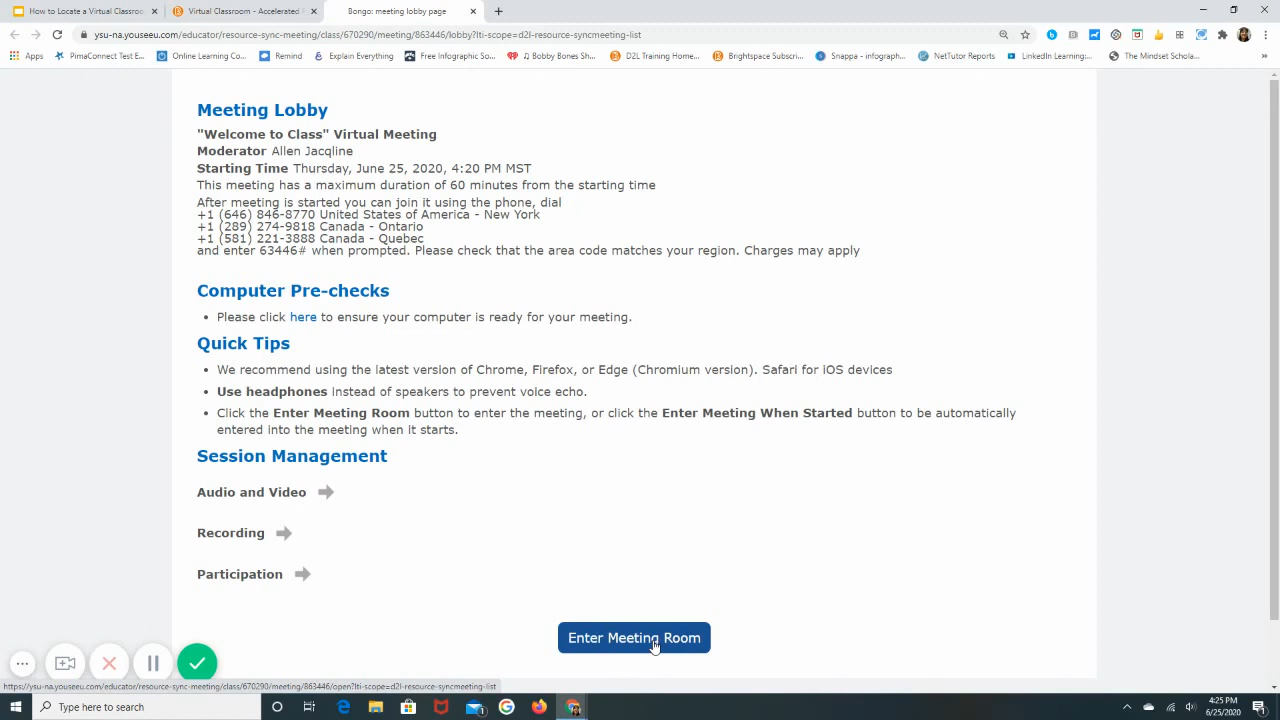 How to Locate a Virtual Classroo
Virtual Classroom - Accelerated
Bongo: meeting lobby page
ysu-na.youseeu.com/educator/resource-sync-meeting/class/670290/meeting/863446/lobby?lti-scope=d2l-resource-syncmeeting-list
Apps PimaConnect Test E... Online Learning Co... Remind Explain Everything Free Infographic So... ♫ Bobby Bones Sh... D2L Training Home... Brightspace Subscri... Snappa - infograph... NetTutor Reports LinkedIn Learning:... The Mindset Schola... »
Meeting Lobby
"Welcome to Class" Virtual Meeting
Moderator Allen Jacqline
Starting Time Thursday, June 25, 2020, 4:20 PM MST
This meeting has a maximum duration of 60 minutes from the starting time
After meeting is started you can join it using the phone, dial
+1 (646) 846-8770 United States of America - New York
+1 (289) 274-9818 Canada - Ontario
+1 (581) 221-3888 Canada - Quebec
and enter 63446# when prompted. Please check that the area code matches your region. Charges may apply
Computer Pre-checks
• Please click here to ensure your computer is ready for your meeting.
Quick Tips
• We recommend using the latest version of Chrome, Firefox, or Edge (Chromium version). Safari for iOS devices
• Use headphones instead of speakers to prevent voice echo.
• Click the Enter Meeting Room button to enter the meeting, or click the Enter Meeting When Started button to be automatically
entered into the meeting when it starts.
Session Management
Audio and Video
Recording
Participation
Enter Meeting Room
https://ysu-na.youseeu.com/educator/resource-sync-meeting/class/670290/meeting/863446/open?lti-scope=d2l-resource-syncmeeting-list
Type here to search
4:25 PM
6/25/2020